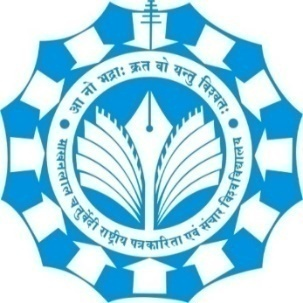 आ नो भद्राः क्रत वो यन्तु विश्वतः
माखनलाल चतुर्वेदी राष्ट्रीय पत्रकारिता एवं संचार विश्वविद्यालय